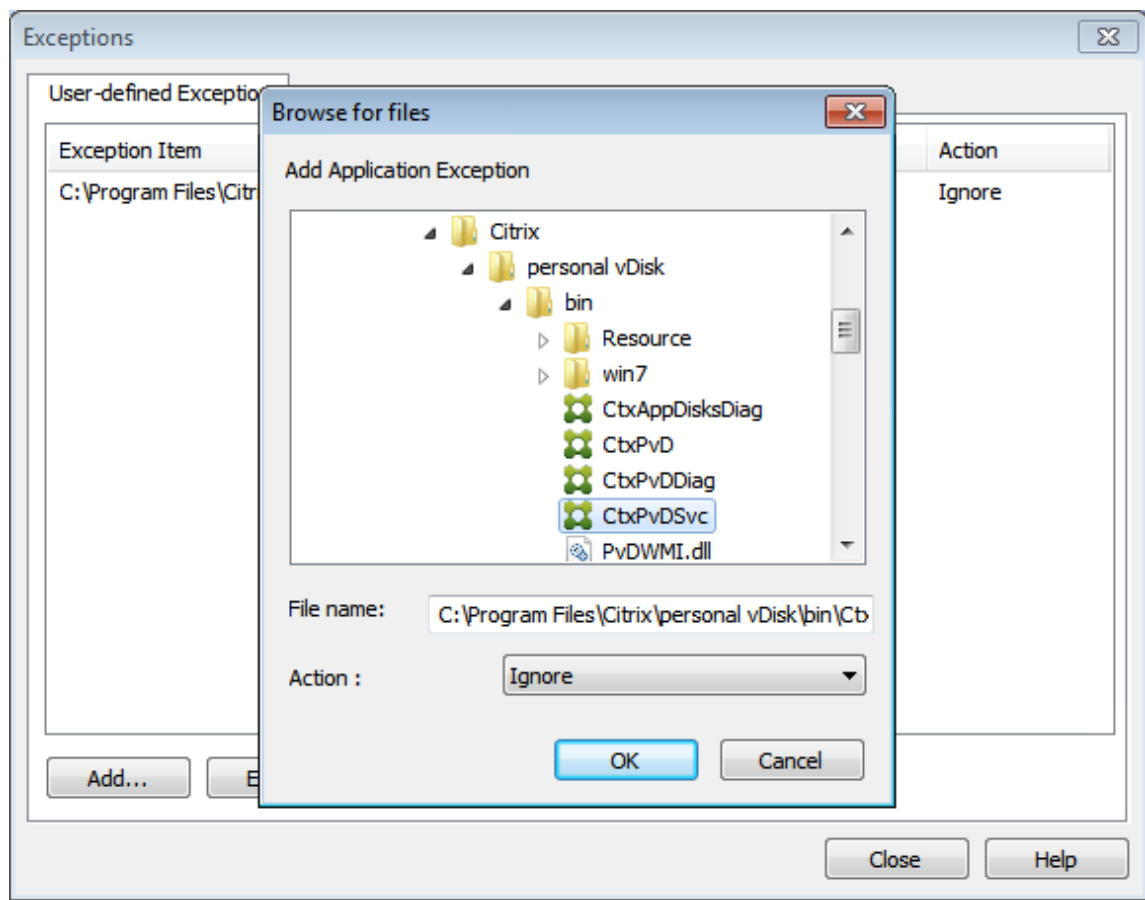 Exceptions
User-defined Exceptio
Browse for files
Exception Item
Action
Add Application Exception
C:\Program Files\Citri
Ignore
Citrix
personal vDisk
bin
Resource
win7
CtxAppDisksDiag
CtxPvD
CtxPvDDiag
CtxPvDSvc
PvDWMI.dll
File name:
C:\Program Files\Citrix\personal vDisk\bin\Ctx
Action :
Ignore
Add...
E
OK
Cancel
Close
Help